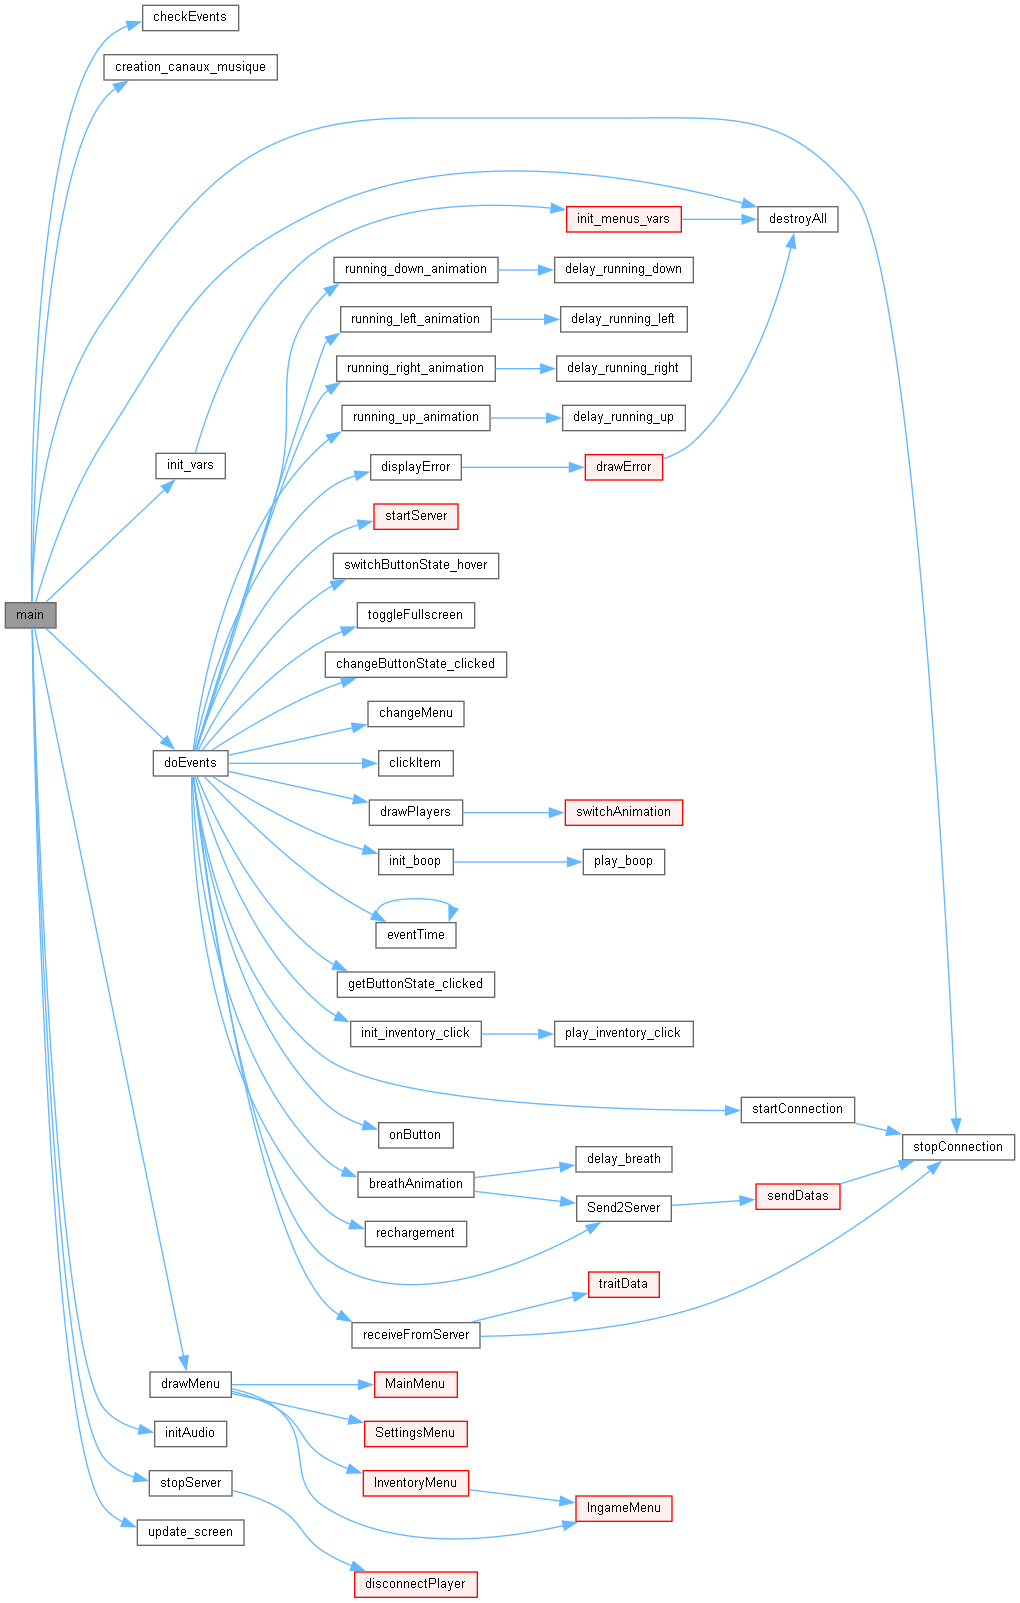 checkEvents
creation_canaux_musique
init_menus_vars
destroyAll
running_down_animation
delay_running_down
running_left_animation
delay_running_left
running_right_animation
delay_running_right
running_up_animation
delay_running_up
init_vars
displayError
drawError
startServer
switchButtonState_hover
main
toggleFullscreen
changeButtonState_clicked
changeMenu
doEvents
clickItem
drawPlayers
switchAnimation
init_boop
play_boop
eventTime
getButtonState_clicked
init_inventory_click
play_inventory_click
startConnection
onButton
stopConnection
delay_breath
breathAnimation
sendDatas
Send2Server
rechargement
traitData
receiveFromServer
drawMenu
MainMenu
initAudio
SettingsMenu
stopServer
InventoryMenu
IngameMenu
update_screen
disconnectPlayer